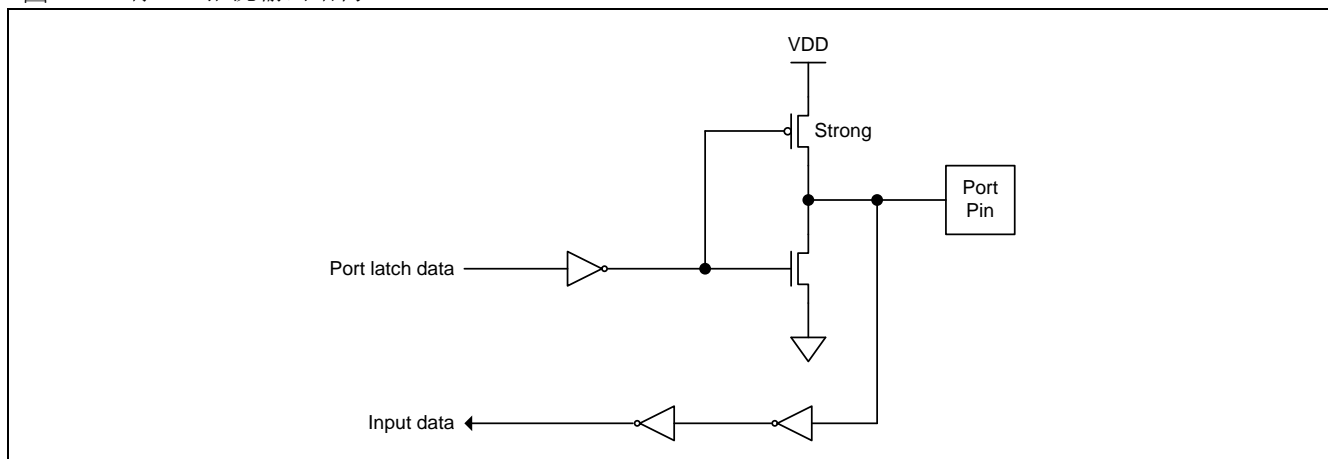 VDD
Strong
Port
Pin
Port latch data
Input data